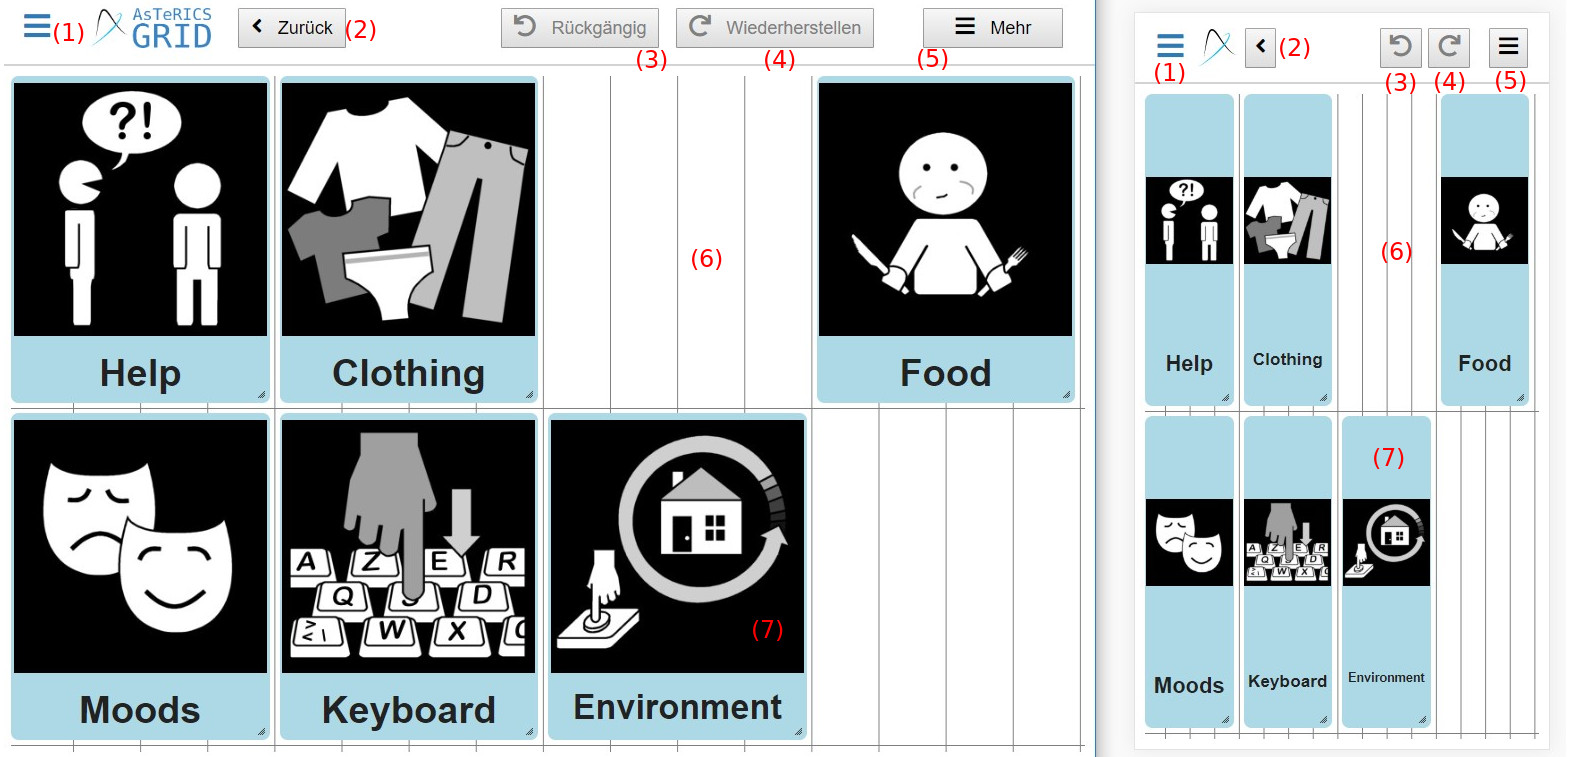 (1)
AsTeRICS
GRID
Zurück
(2)
Rückgängig
(3)
Wiederherstellen
(4)
Mehr
(5)
?!
Help
Clothing
(6)
Food
Moods
A Z E R
Q S D
> < I W X C
Keyboard
(7)
Environment
(1)
(2)
(3)
(4)
(5)
?!
Help
Clothing
(6)
Food
Moods
A Z E R
Q S D
> < I W X C
Keyboard
(7)
Environment